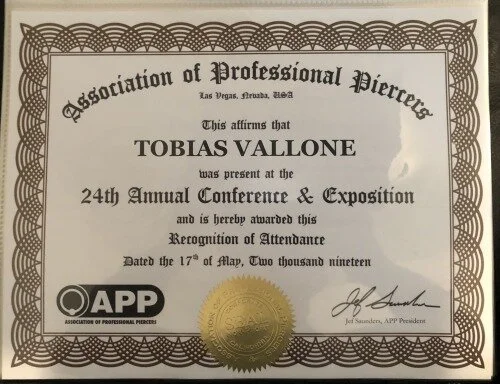 Association of Professional Piercers
Las Vegas, Nevada, USA
This affirms that
TOBIAS VALLONE
was present at the
24th Annual Conference & Exposition
and is hereby awarded this
Recognition of Attendance
Dated the 17th of May, Two thousand nineteen
APP
ASSOCIATION OF PROFESSIONAL PIERCERS
Jef Saunders
Jef Saunders, APP President